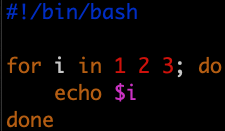 #!/bin/bash
for i in 1 2 3; do
    echo $i
done